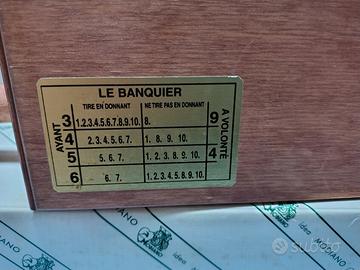 LE BANQUIER
TIRE EN DONNANT NE TIRE PAS EN DONNANT
AYANT
3 1.2.3.4.5.6.7.8.9.10. 8. 9
4 2.3.4.5.6.7. 1. 8. 9. 10.
5 5. 6. 7. 1. 2. 3. 8. 9. 10. 4
6 6. 7. 1. 2. 3. 4. 5. 8. 9. 10.
A VOLONTÉ
idea MODIANO
subito